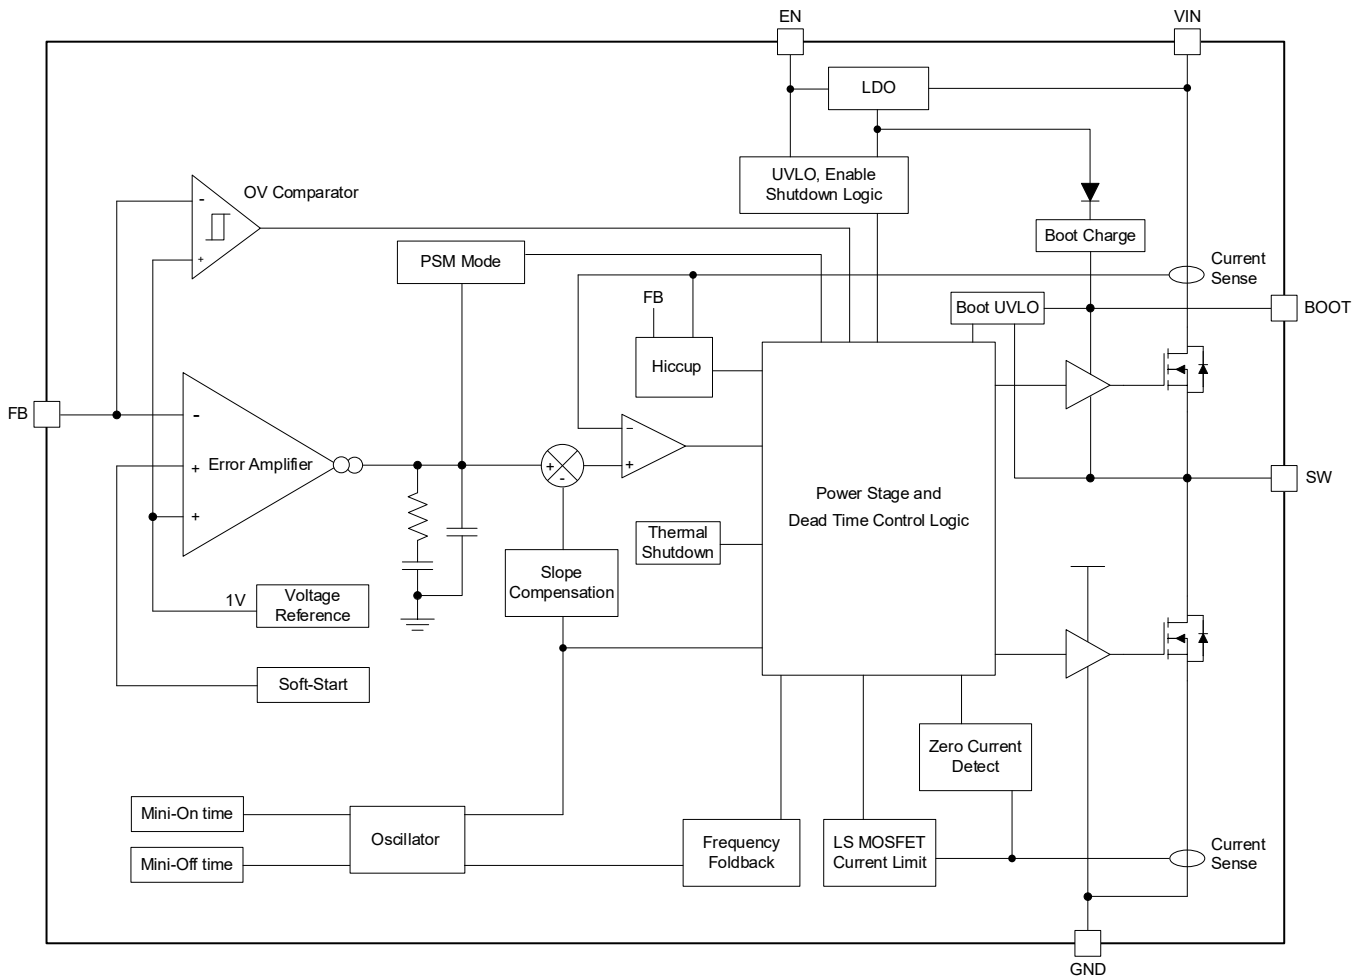 EN
VIN
LDO
UVLO, Enable
Shutdown Logic
OV Comparator
-
+
Boot Charge
PSM Mode
Current
Sense
FB
Boot UVLO
BOOT
Hiccup
FB
-
Error Amplifier
+
+
+
-
-
+
SW
Power Stage and
Dead Time Control Logic
Thermal
Shutdown
Slope
Compensation
1V
Voltage
Reference
Soft-Start
Zero Current
Detect
Mini-On time
Mini-Off time
Oscillator
Frequency
Foldback
LS MOSFET
Current Limit
Current
Sense
GND